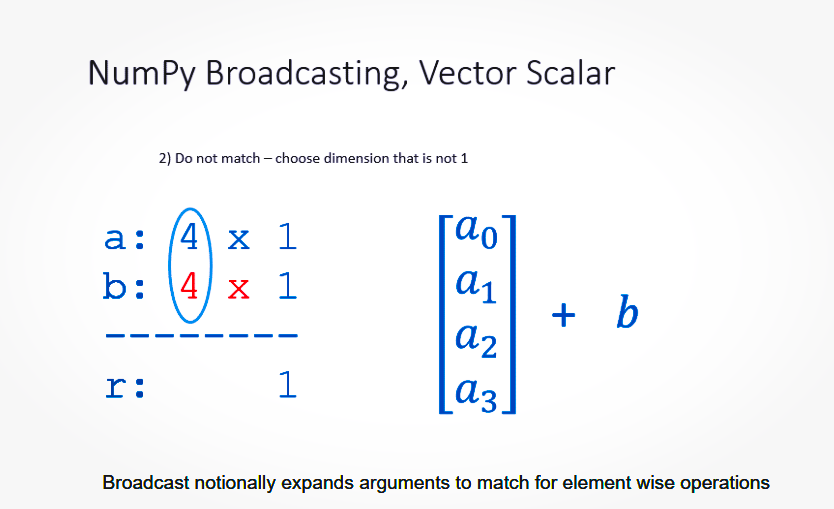 NumPy Broadcasting, Vector Scalar
2) Do not match – choose dimension that is not 1
a: 4 x 1
b: 4 x 1
---------
r: 1
[a₀
a₁
a₂
a₃] + b
Broadcast notionally expands arguments to match for element wise operations